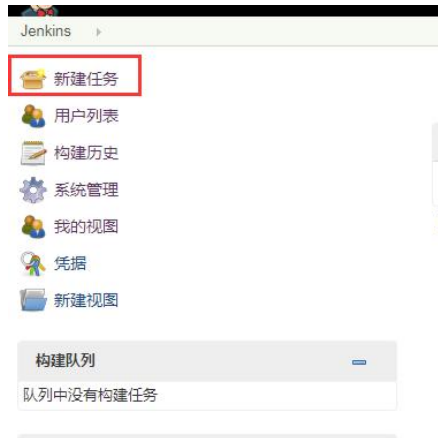 Jenkins
新建任务
用户列表
构建历史
系统管理
我的视图
凭据
新建视图
构建队列
队列中没有构建任务